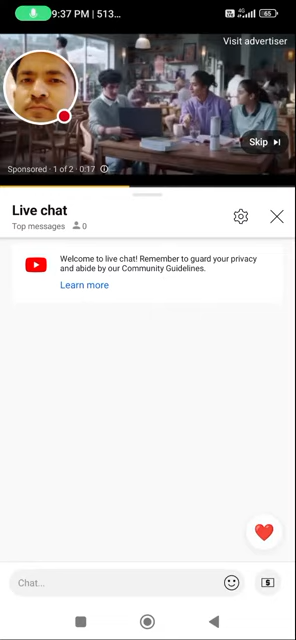 9:37 PM | 513...
4G
65
Visit advertiser
Skip
Sponsored · 1 of 2 · 0:17
Live chat
Top messages 0
Welcome to live chat! Remember to guard your privacy
and abide by our Community Guidelines.
Learn more
Chat...